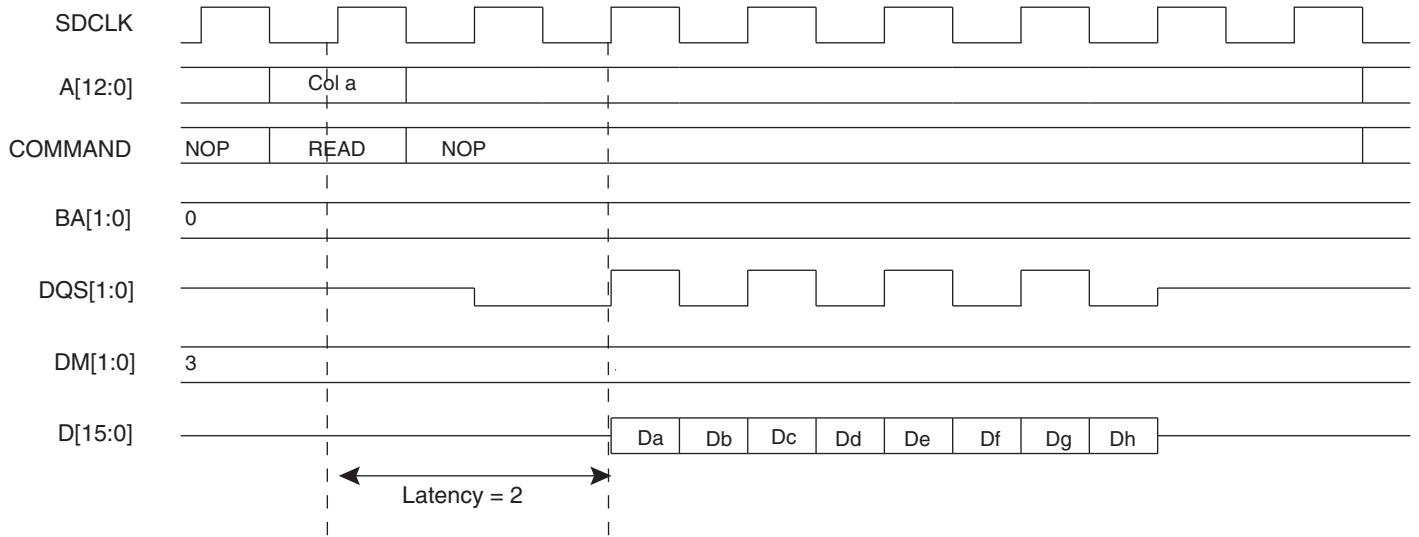 SDCLK
A[12:0] Col a
COMMAND NOP READ NOP
BA[1:0] 0
DQS[1:0]
DM[1:0] 3
D[15:0] Da Db Dc Dd De Df Dg Dh
Latency = 2